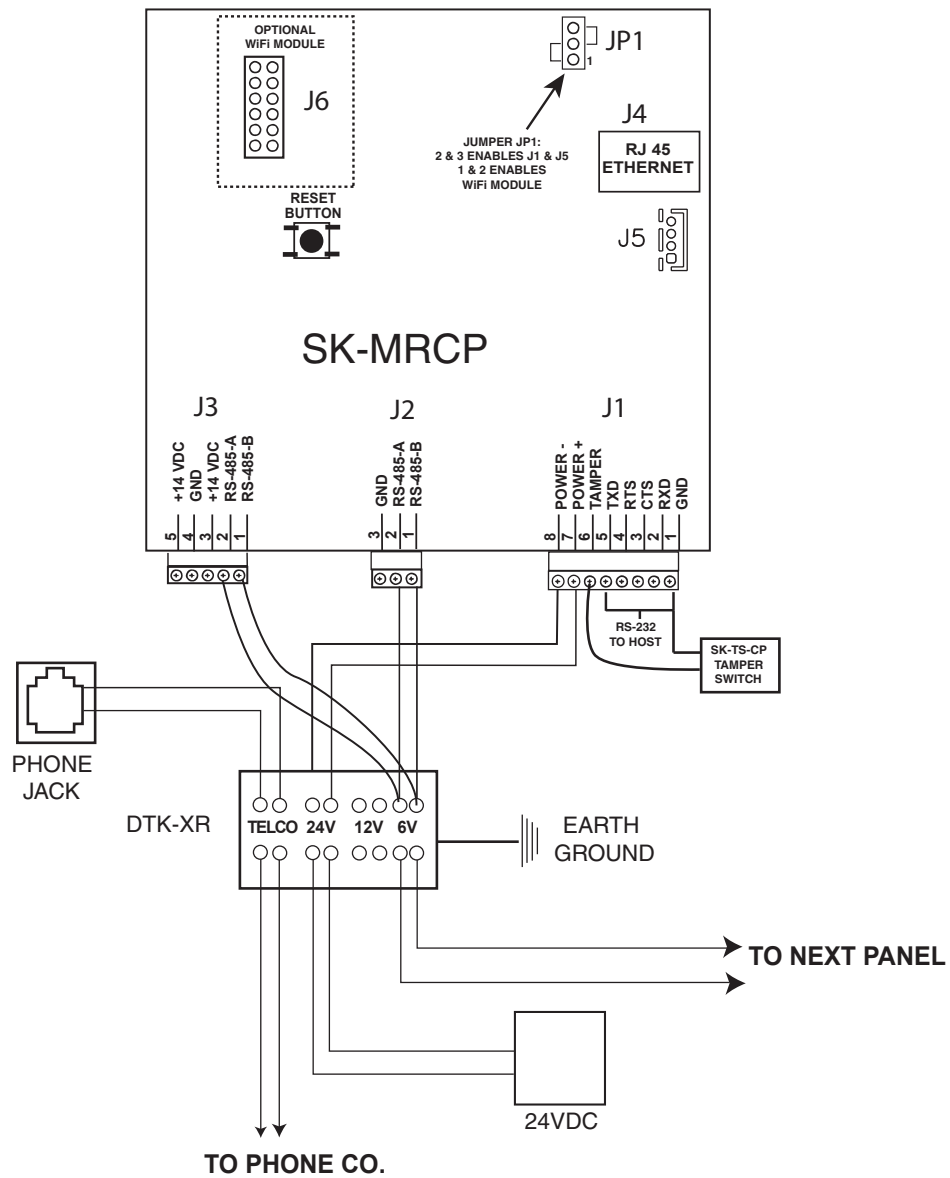 OPTIONAL
WiFi MODULE
J6
JP1
1
JUMPER JP1:
2 & 3 ENABLES J1 & J5
1 & 2 ENABLES
WiFi MODULE
J4
RJ 45
ETHERNET
RESET
BUTTON
J5
SK-MRCP
J3
J2
J1
+14 VDC
GND
+14 VDC
RS-485-A
RS-485-B
5
4
3
2
1
GND
RS-485-A
RS-485-B
3
2
1
POWER -
POWER +
TAMPER
TXD
RTS
CTS
RXD
GND
8
7
6
5
4
3
2
1
RS-232
TO HOST
SK-TS-CP
TAMPER
SWITCH
PHONE
JACK
DTK-XR
TELCO 24V 12V 6V
EARTH
GROUND
TO NEXT PANEL
24VDC
TO PHONE CO.